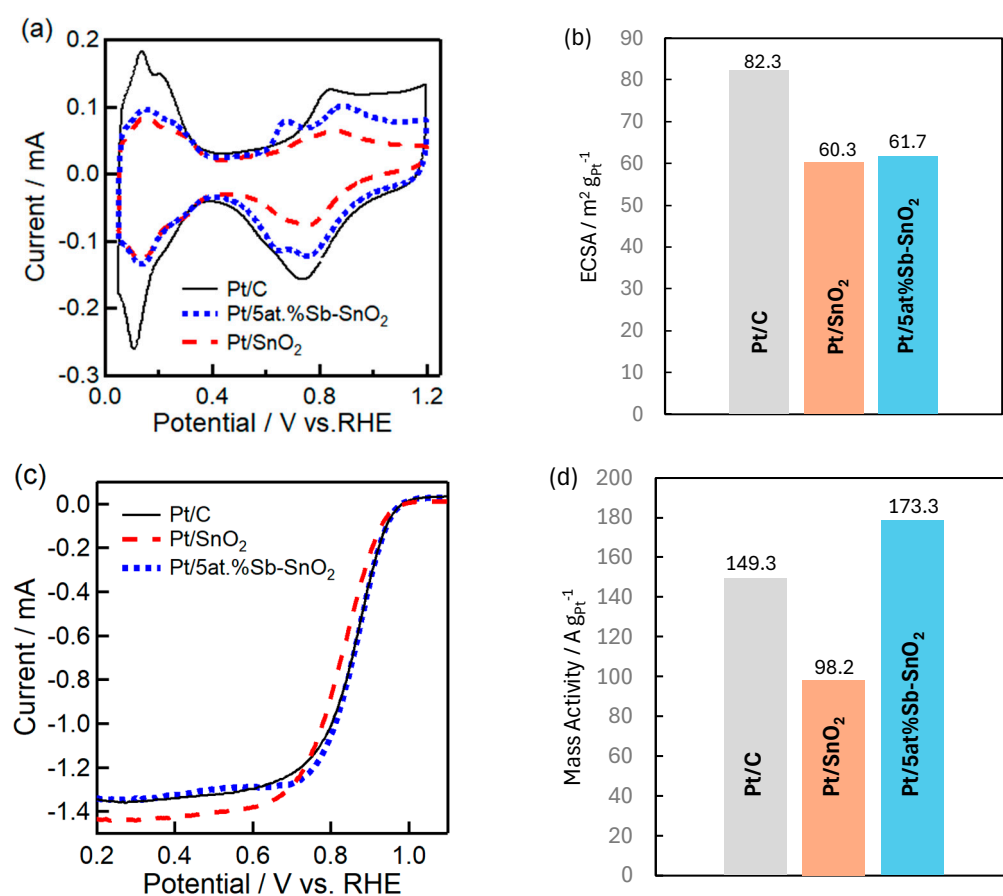 (a)
0.2
0.1
0.0
-0.1
-0.2
-0.3
Current / mA
Pt/C
Pt/5at.%Sb-SnO₂
Pt/SnO₂
0.0 0.4 0.8 1.2
Potential / V vs.RHE
(b)
90
80
70
60
50
40
30
20
10
0
ECSA / m² gPt⁻¹
82.3
60.3
61.7
Pt/C
Pt/SnO₂
Pt/5at%Sb-SnO₂
(c)
0.0
-0.2
-0.4
-0.6
-0.8
-1.0
-1.2
-1.4
Current / mA
Pt/C
Pt/SnO₂
Pt/5at.%Sb-SnO₂
0.2 0.4 0.6 0.8 1.0
Potential / V vs. RHE
(d)
200
180
160
140
120
100
80
60
40
20
0
Mass Activity / A gPt⁻¹
149.3
98.2
173.3
Pt/C
Pt/SnO₂
Pt/5at%Sb-SnO₂